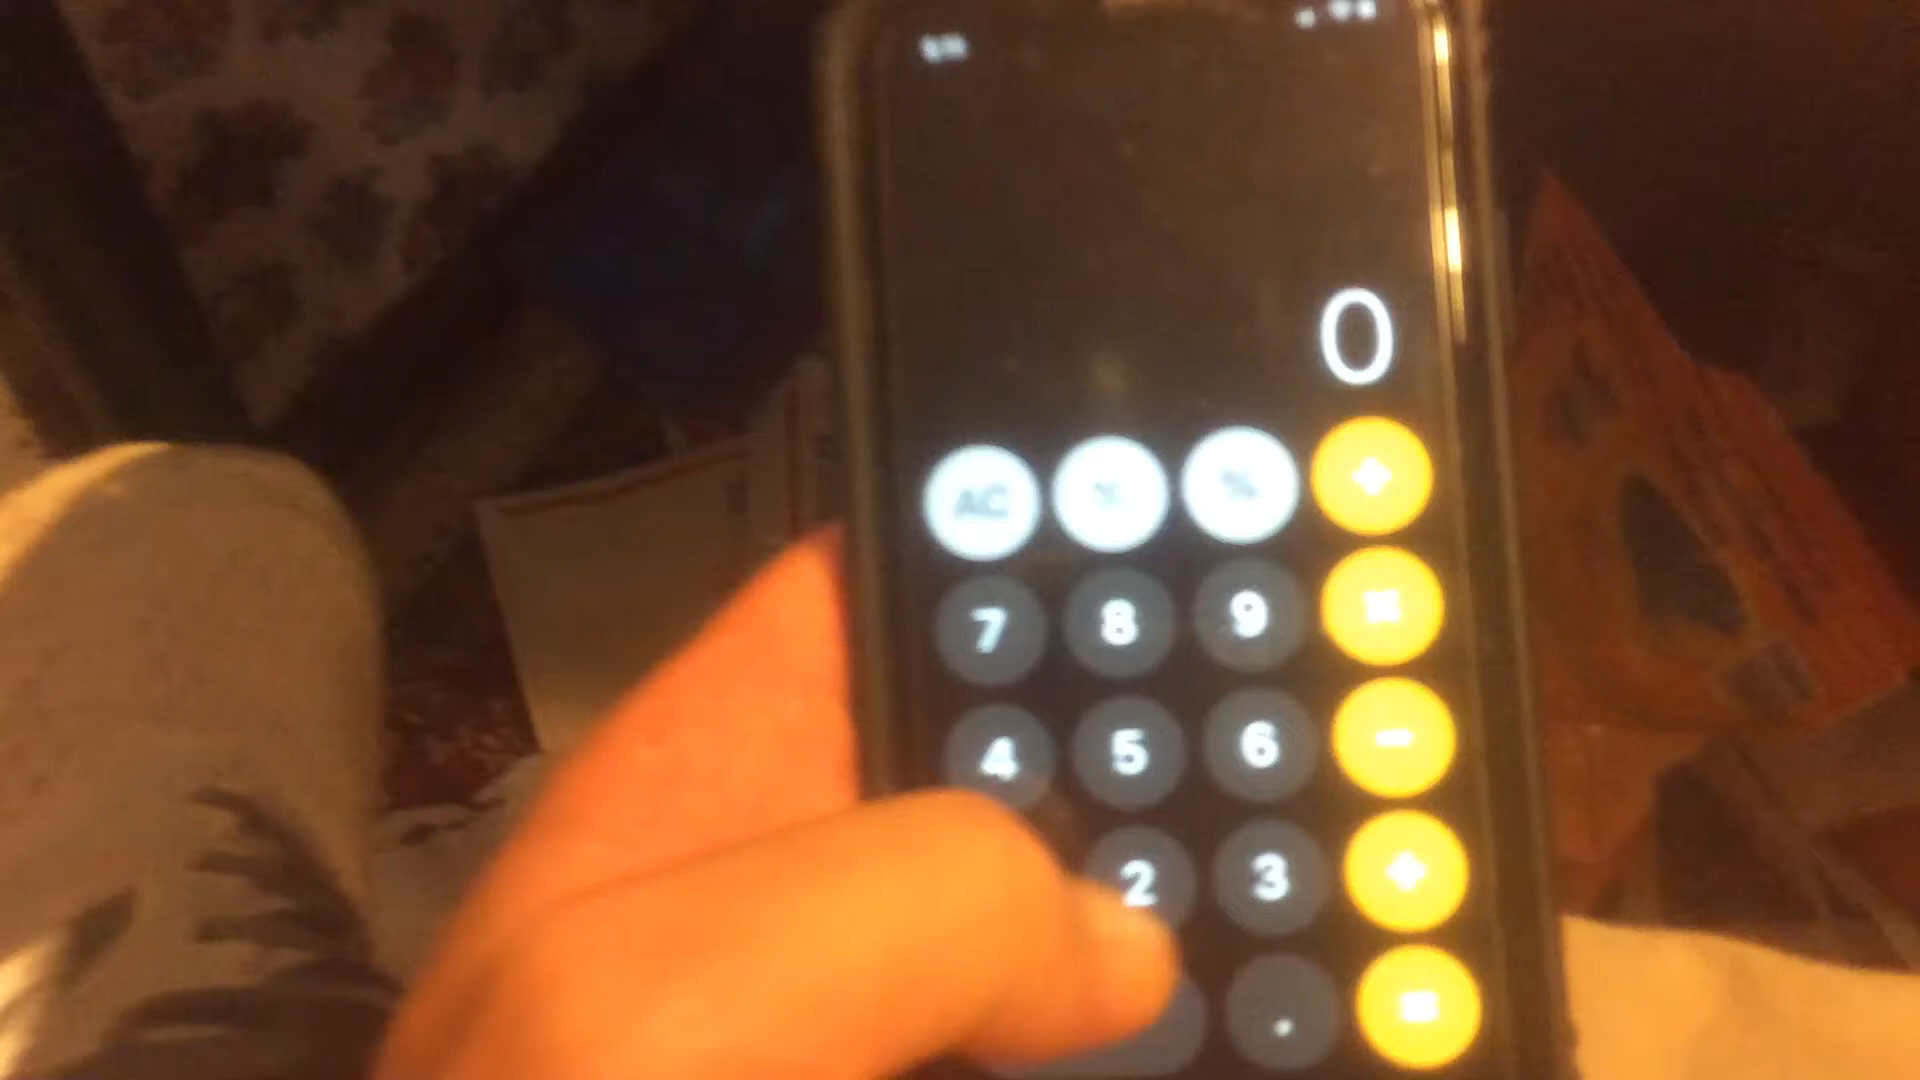 0
AC % ÷
7 8 9 ×
4 5 6 −
2 3 +
, =